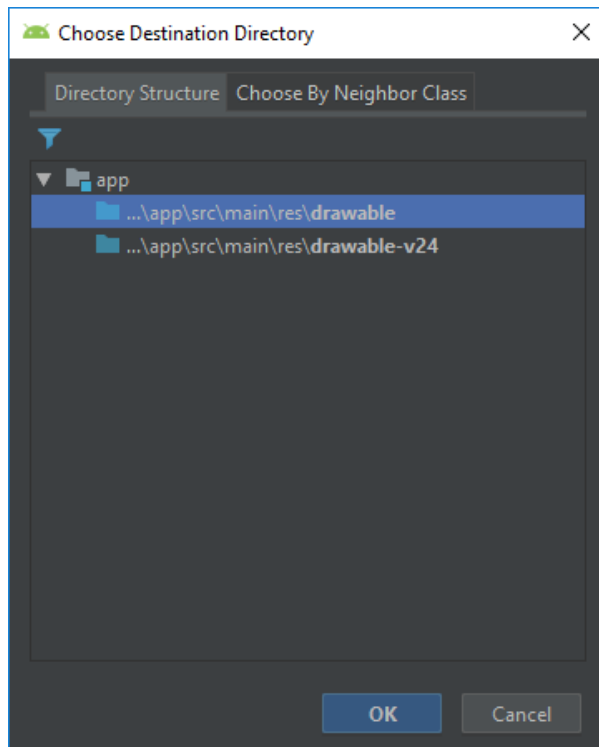 Choose Destination Directory
Directory Structure Choose By Neighbor Class
app
...\app\src\main\res\drawable
...\app\src\main\res\drawable-v24
OK Cancel